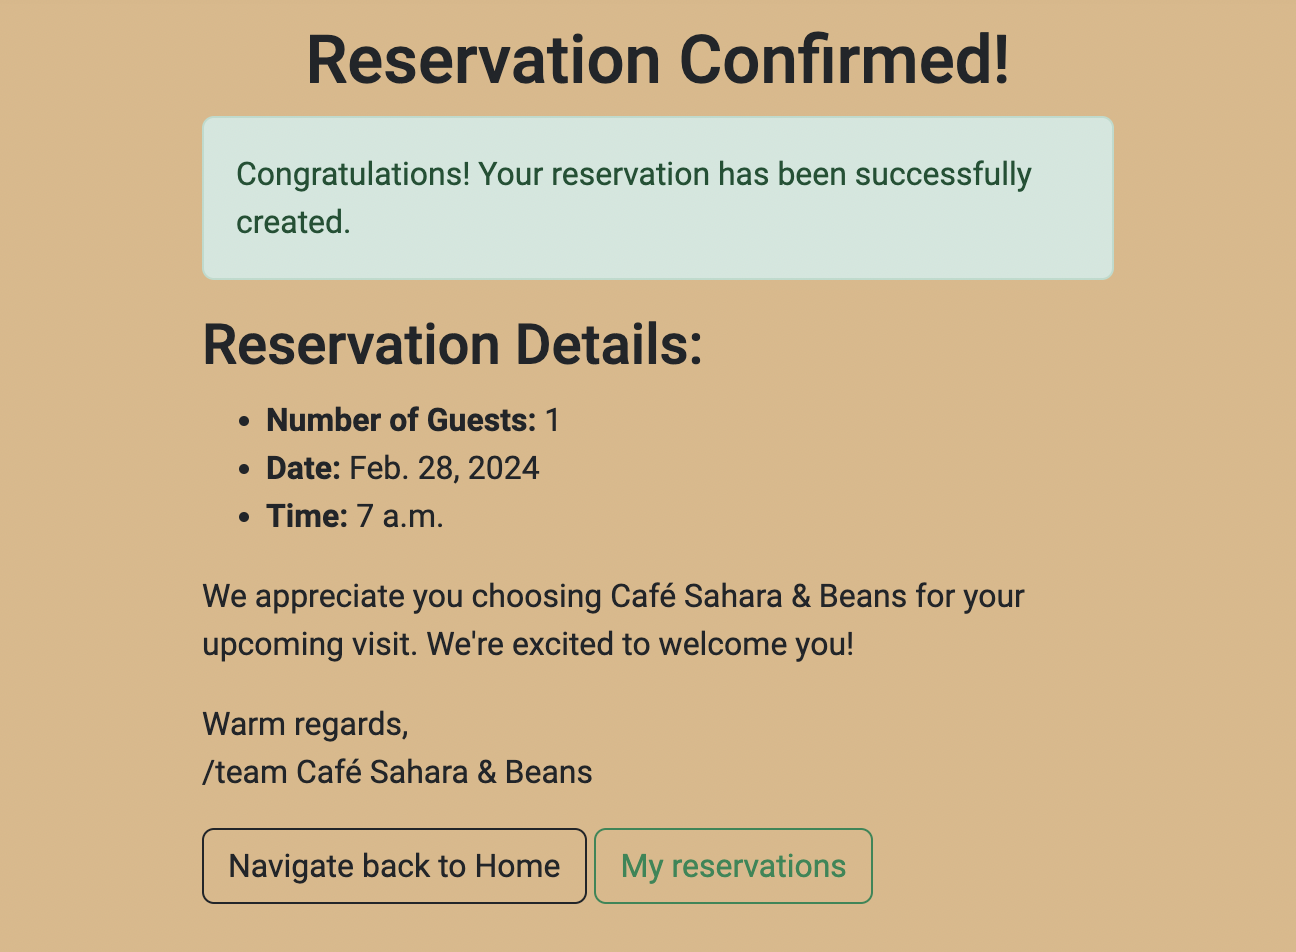 Reservation Confirmed!
Congratulations! Your reservation has been successfully
created.
Reservation Details:
• Number of Guests: 1
• Date: Feb. 28, 2024
• Time: 7 a.m.
We appreciate you choosing Café Sahara & Beans for your
upcoming visit. We're excited to welcome you!
Warm regards,
/team Café Sahara & Beans
Navigate back to Home
My reservations